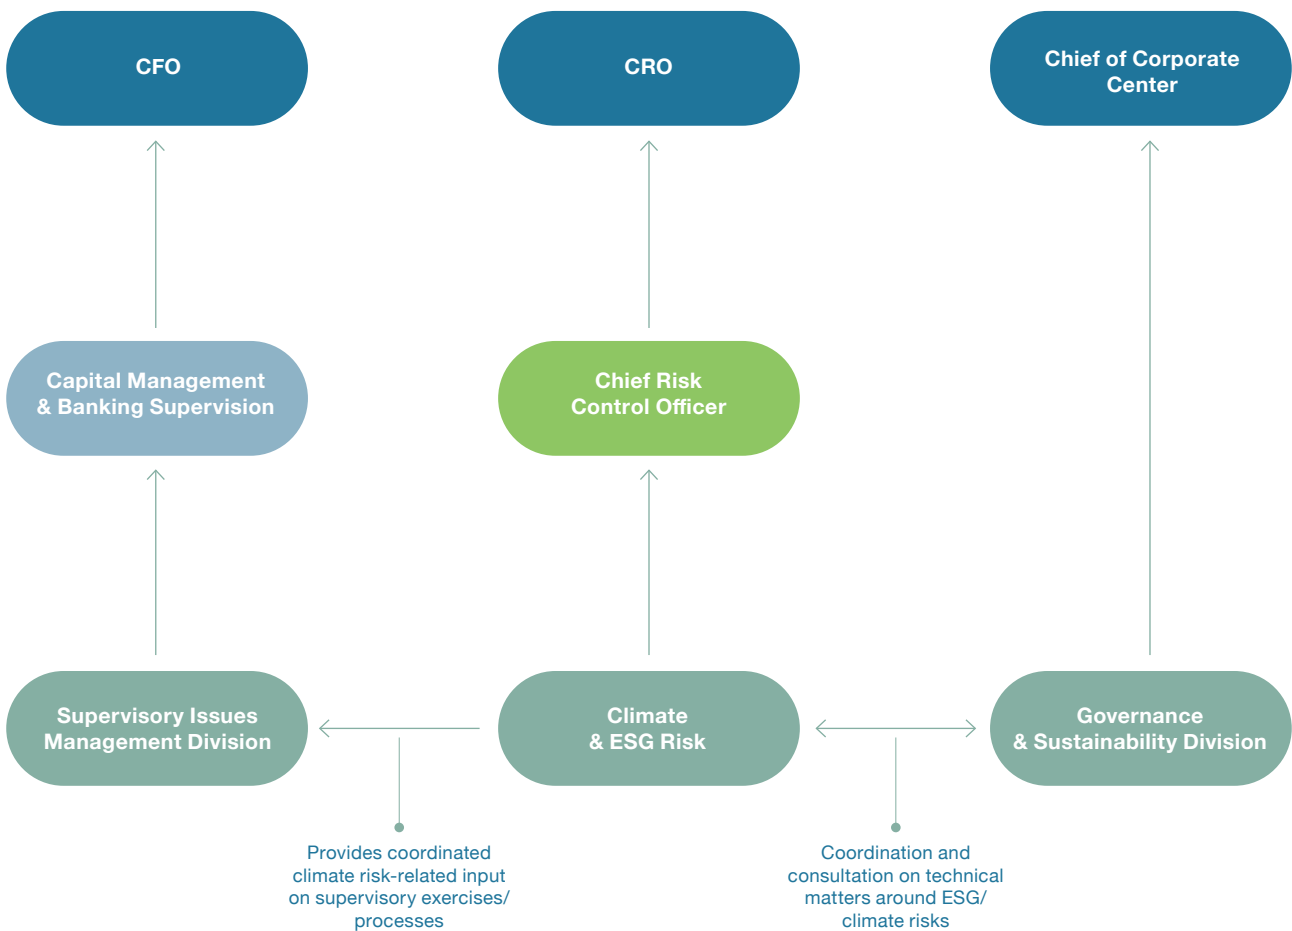 CFO
CRO
Chief of Corporate
Center
Capital Management
& Banking Supervision
Chief Risk
Control Officer
Supervisory Issues
Management Division
Climate
& ESG Risk
Governance
& Sustainability Division
Provides coordinated
climate risk-related input
on supervisory exercises/
processes
Coordination and
consultation on technical
matters around ESG/
climate risks